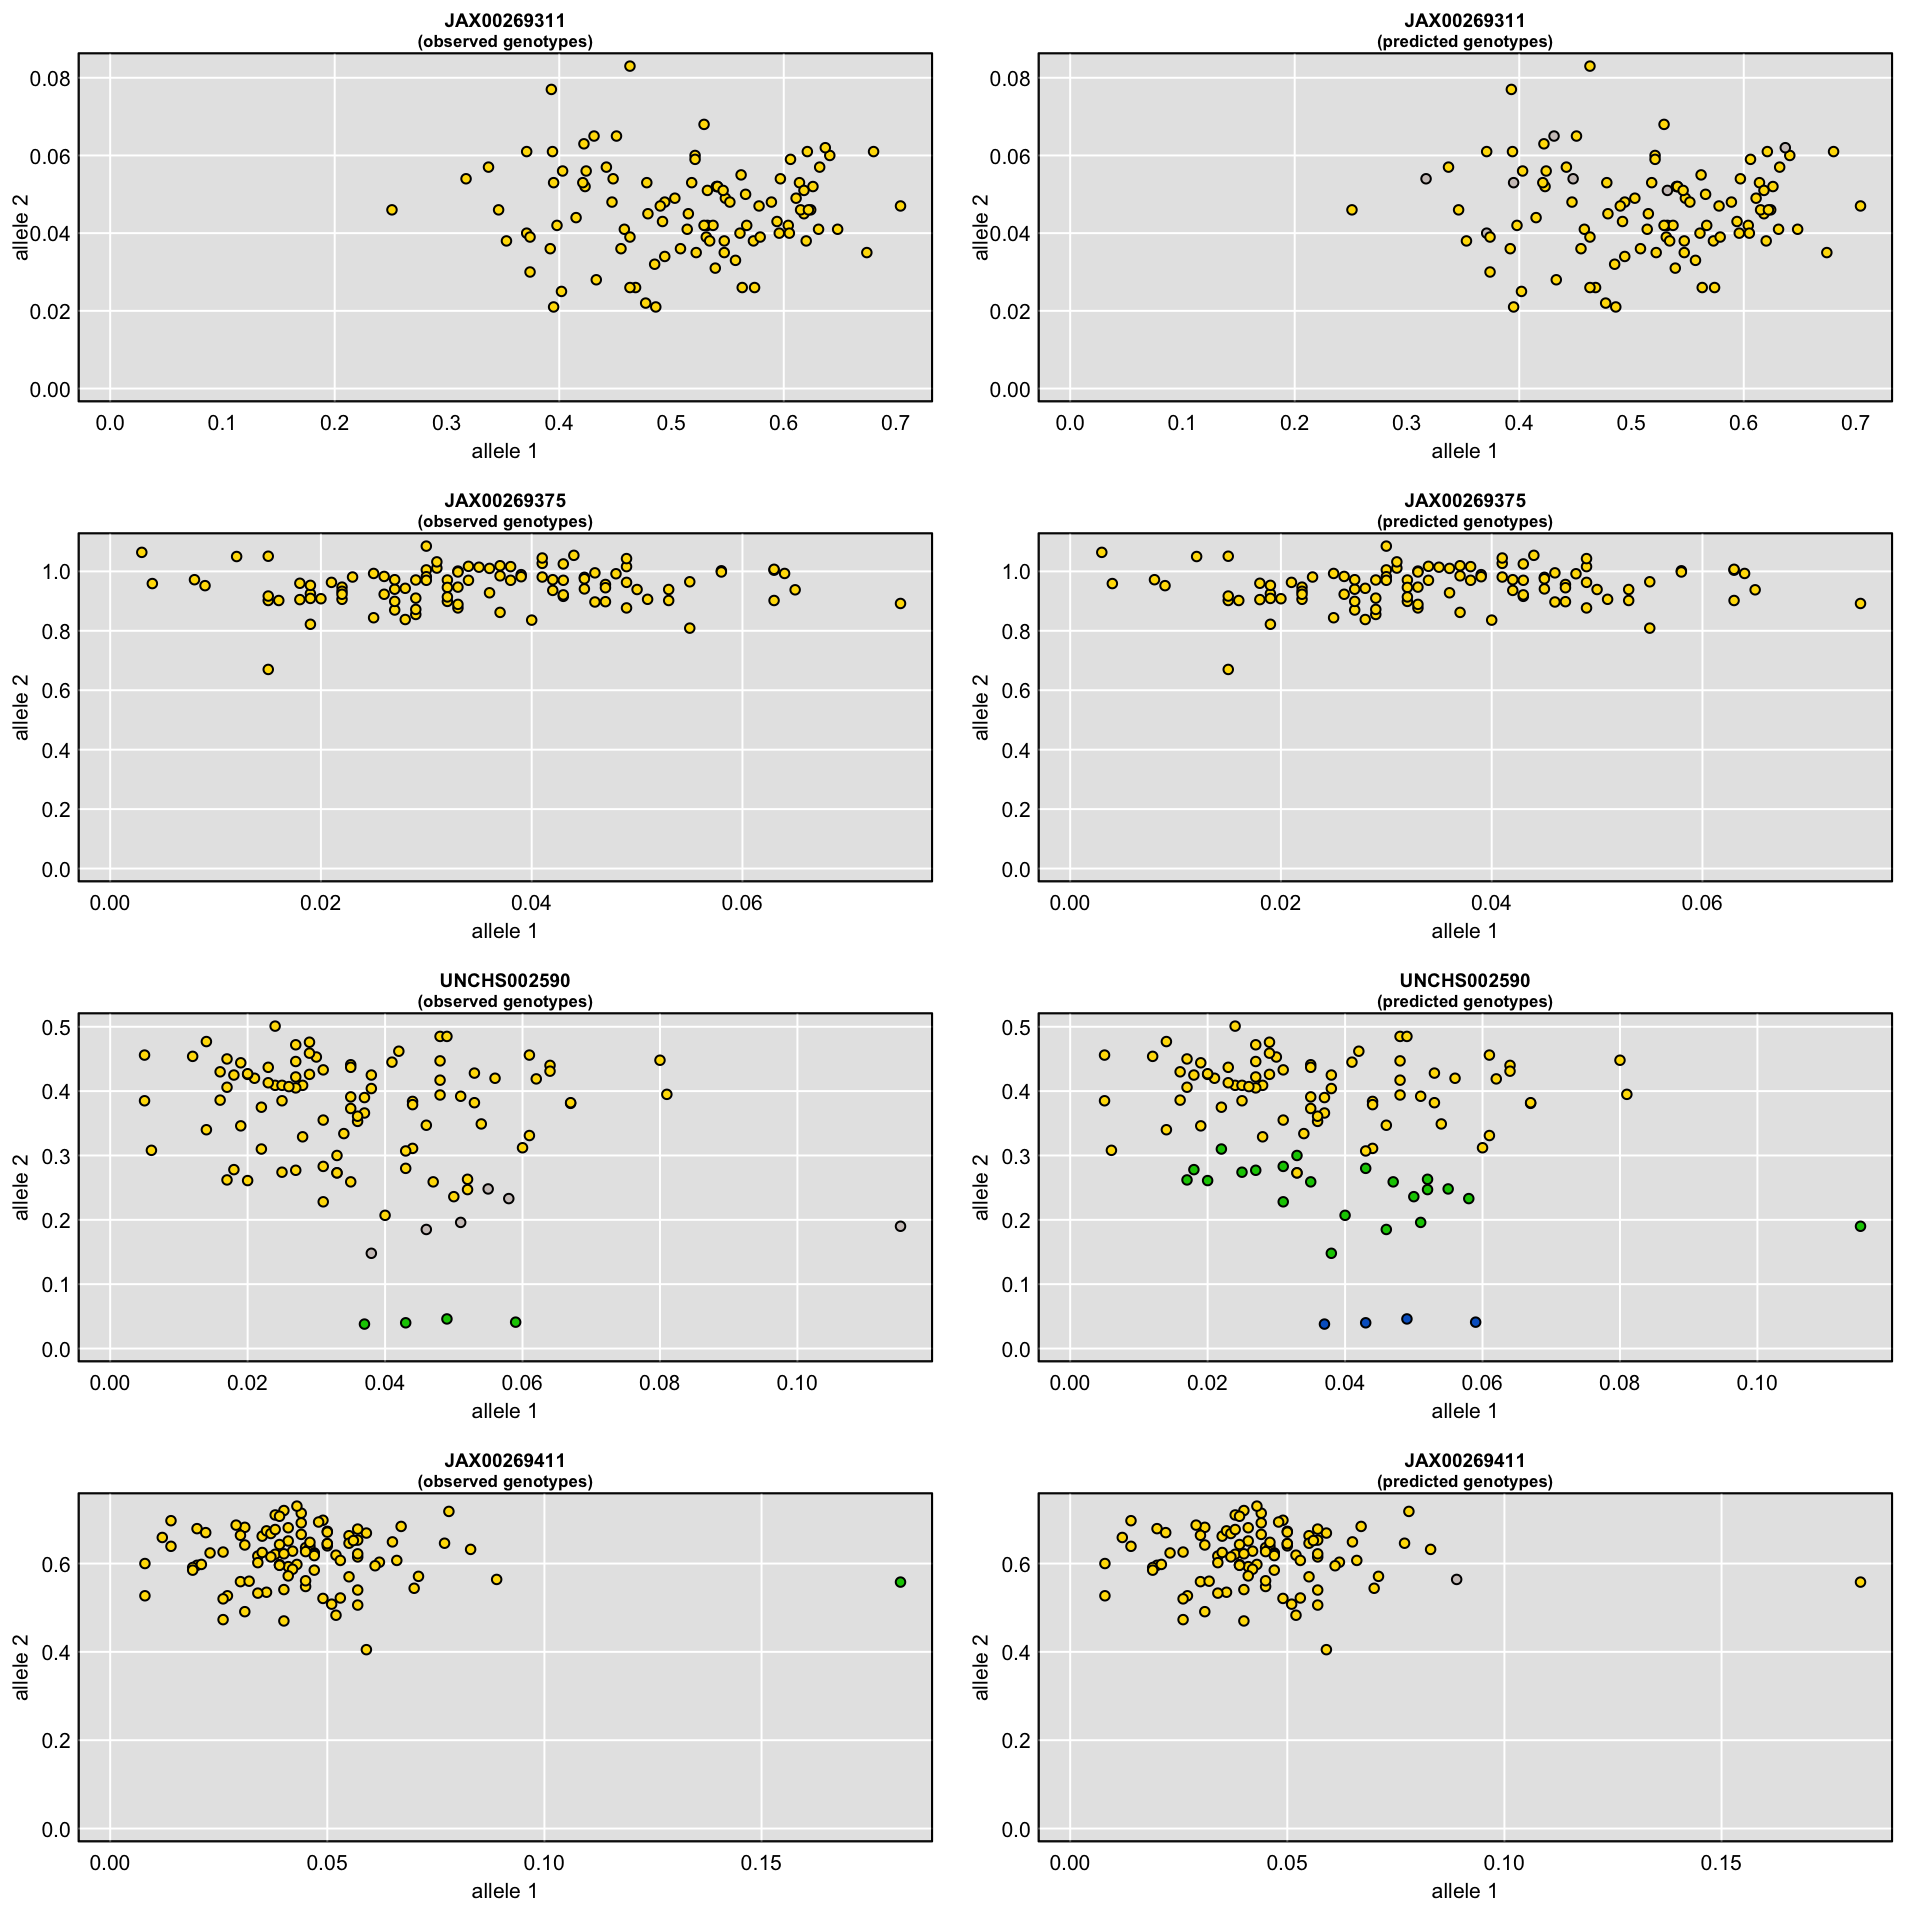 JAX00269311
(observed genotypes)
0.08
0.06
0.04
0.02
0.00
allele 2
0.0 0.1 0.2 0.3 0.4 0.5 0.6 0.7
allele 1
JAX00269311
(predicted genotypes)
0.08
0.06
0.04
0.02
0.00
allele 2
0.0 0.1 0.2 0.3 0.4 0.5 0.6 0.7
allele 1
JAX00269375
(observed genotypes)
1.0
0.8
0.6
0.4
0.2
0.0
allele 2
0.00 0.02 0.04 0.06
allele 1
JAX00269375
(predicted genotypes)
1.0
0.8
0.6
0.4
0.2
0.0
allele 2
0.00 0.02 0.04 0.06
allele 1
UNCHS002590
(observed genotypes)
0.5
0.4
0.3
0.2
0.1
0.0
allele 2
0.00 0.02 0.04 0.06 0.08 0.10
allele 1
UNCHS002590
(predicted genotypes)
0.5
0.4
0.3
0.2
0.1
0.0
allele 2
0.00 0.02 0.04 0.06 0.08 0.10
allele 1
JAX00269411
(observed genotypes)
0.6
0.4
0.2
0.0
allele 2
0.00 0.05 0.10 0.15
allele 1
JAX00269411
(predicted genotypes)
0.6
0.4
0.2
0.0
allele 2
0.00 0.05 0.10 0.15
allele 1